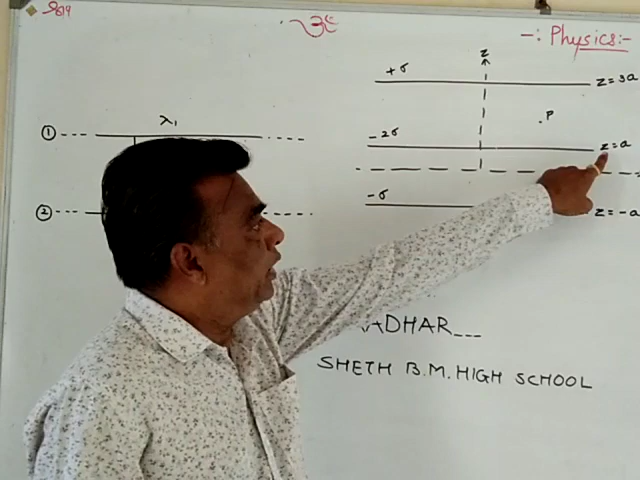 ૐ
-: Physics:-
z
+σ
z = 3a
λ₁
. P
①
-2σ
z = a
-σ
②
z = -a
ADHAR
SHETH B.M. HIGH SCHOOL